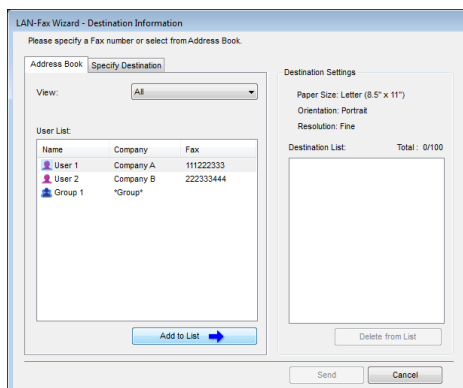 LAN-Fax Wizard - Destination Information
Please specify a Fax number or select from Address Book.
Address Book Specify Destination
View: All
User List:
Name Company Fax
User 1 Company A 111222333
User 2 Company B 222333444
Group 1 *Group*
Add to List
Destination Settings
Paper Size: Letter (8.5" x 11")
Orientation: Portrait
Resolution: Fine
Destination List: Total : 0/100
Delete from List
Send Cancel